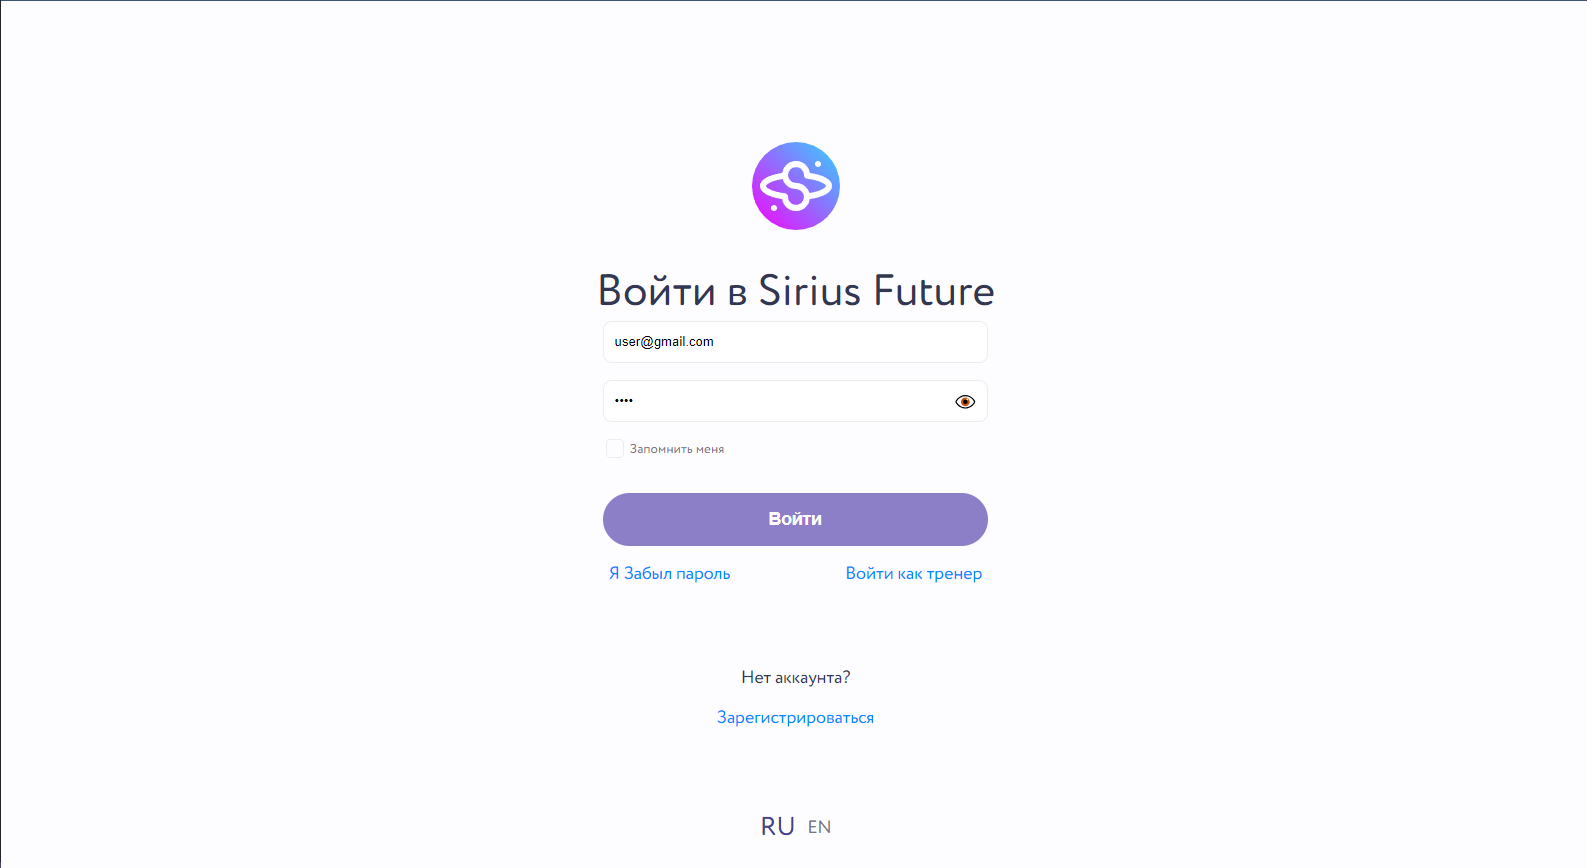 Войти в Sirius Future
user@gmail.com
••••
Запомнить меня
Войти
Я Забыл пароль
Войти как тренер
Нет аккаунта?
Зарегистрироваться
RU EN